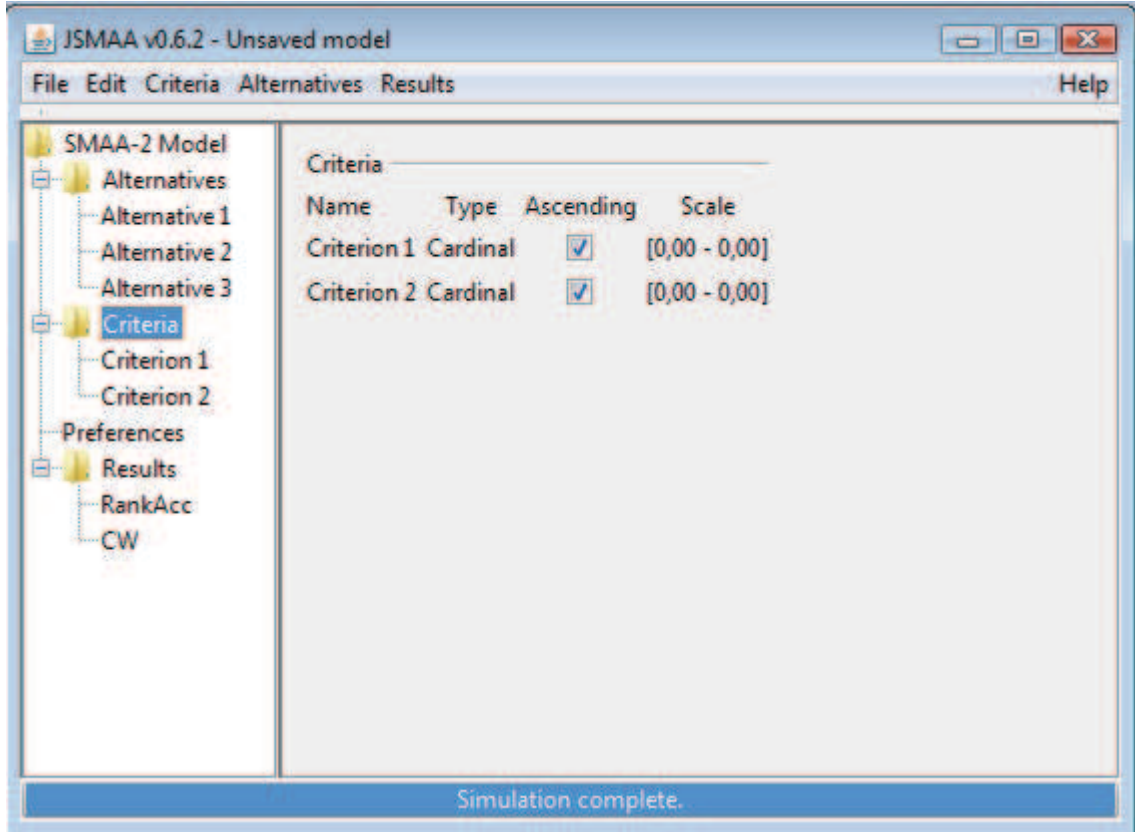 JSMAA v0.6.2 - Unsaved model
File Edit Criteria Alternatives Results Help
SMAA-2 Model
Alternatives
Alternative 1
Alternative 2
Alternative 3
Criteria
Criterion 1
Criterion 2
Preferences
Results
RankAcc
CW
Criteria
Name Type Ascending Scale
Criterion 1 Cardinal [0,00 - 0,00]
Criterion 2 Cardinal [0,00 - 0,00]
Simulation complete.